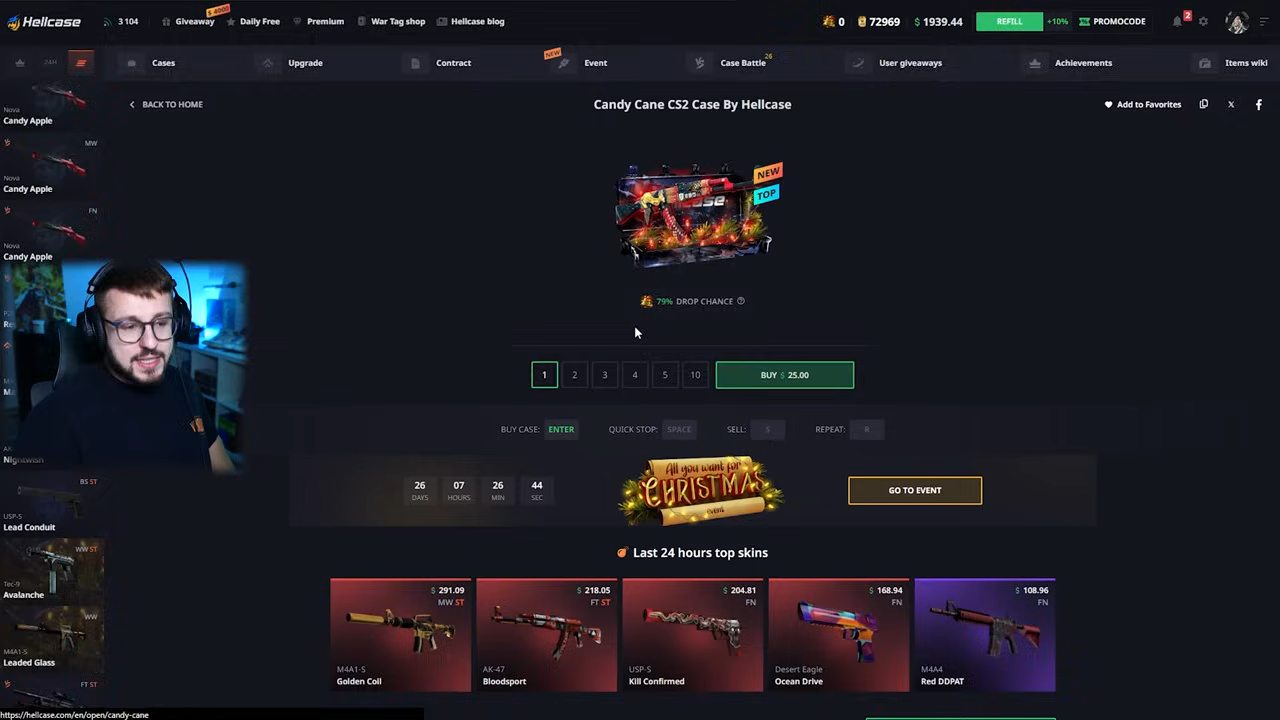 Hellcase
3 104
Giveaway
$ 4000
Daily Free
Premium
War Tag shop
Hellcase blog
0
72969
$ 1939.44
REFILL
+10%
PROMOCODE
2
24H
Cases
Upgrade
Contract
NEW
Event
Case Battle
26
User giveaways
Achievements
Items wiki
BACK TO HOME
Candy Cane CS2 Case By Hellcase
Add to Favorites
Nova
Candy Apple
MW
Nova
Candy Apple
FN
Nova
Candy Apple
NEW
TOP
79% DROP CHANCE
1
2
3
4
5
10
BUY $ 25.00
BUY CASE: ENTER
QUICK STOP: SPACE
SELL: S
REPEAT: R
26
DAYS
07
HOURS
26
MIN
44
SEC
All you want for
CHRISTMAS
event
GO TO EVENT
Nightwish
BS ST
USP-S
Lead Conduit
WW ST
Tec-9
Avalanche
WW
M4A1-S
Leaded Glass
FT ST
Last 24 hours top skins
$ 291.09
MW ST
M4A1-S
Golden Coil
$ 218.05
FT ST
AK-47
Bloodsport
$ 204.81
FN
USP-S
Kill Confirmed
$ 168.94
FN
Desert Eagle
Ocean Drive
$ 108.96
FN
M4A4
Red DDPAT
https://hellcase.com/en/open/candy-cane